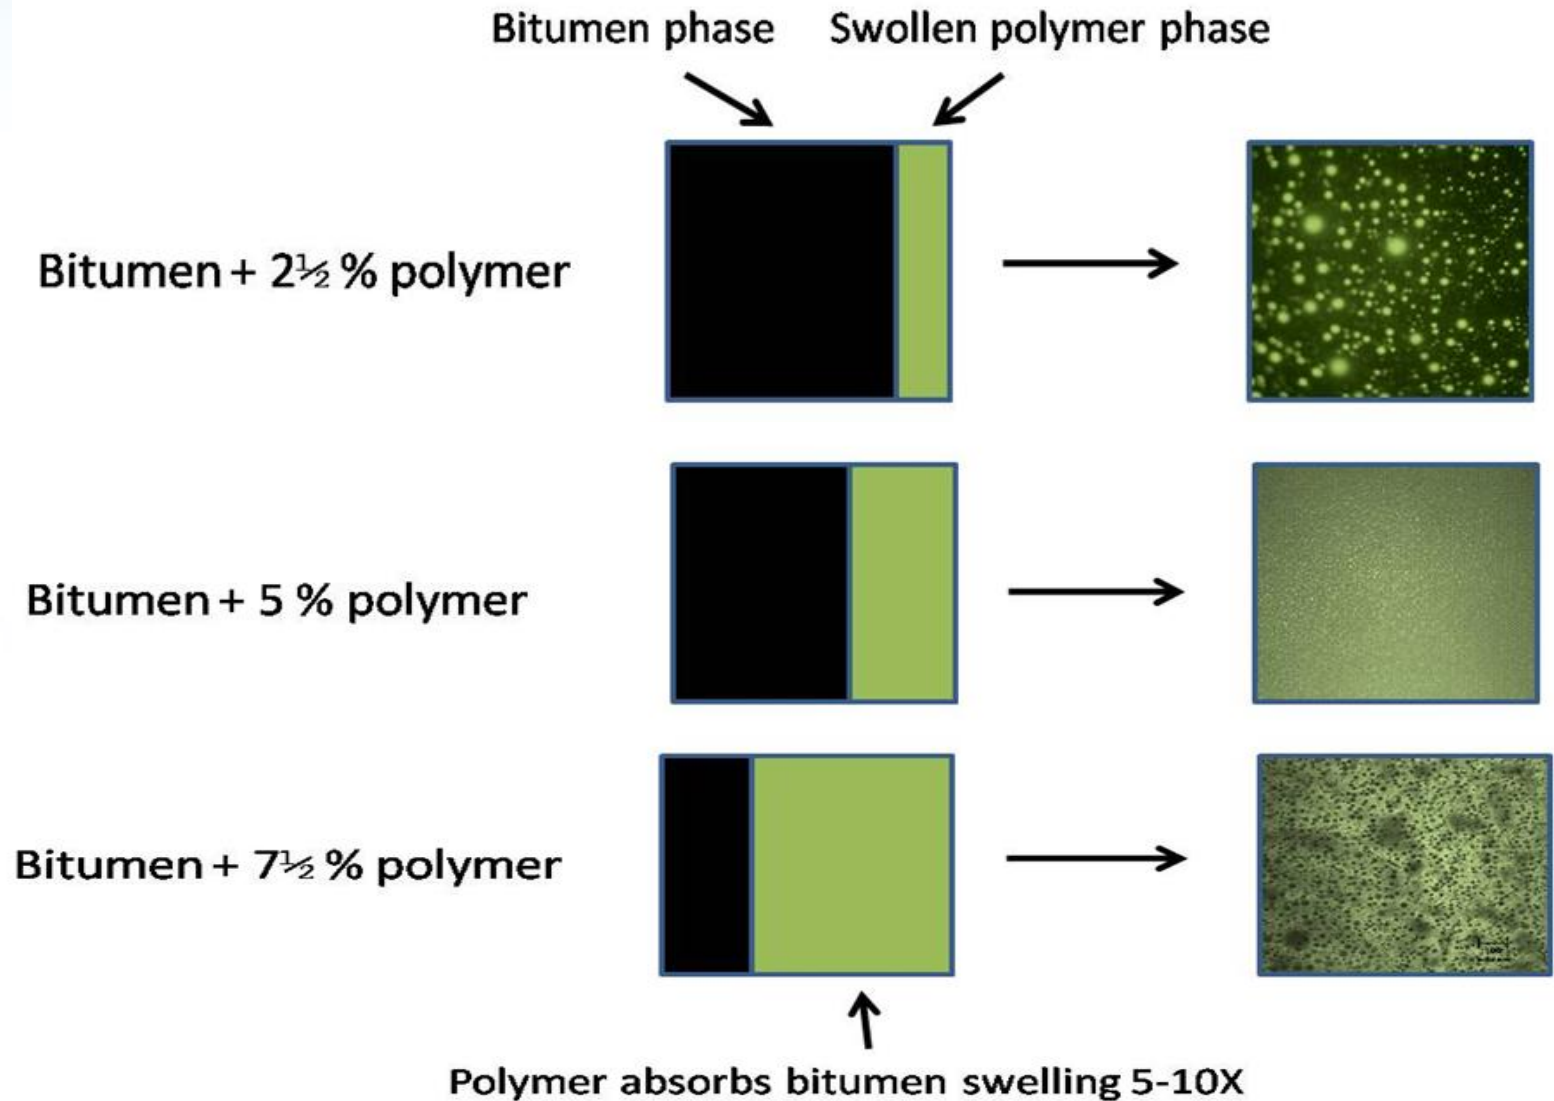 Bitumen phase
Swollen polymer phase
Bitumen + 2½ % polymer
Bitumen + 5 % polymer
Bitumen + 7½ % polymer
Polymer absorbs bitumen swelling 5-10X